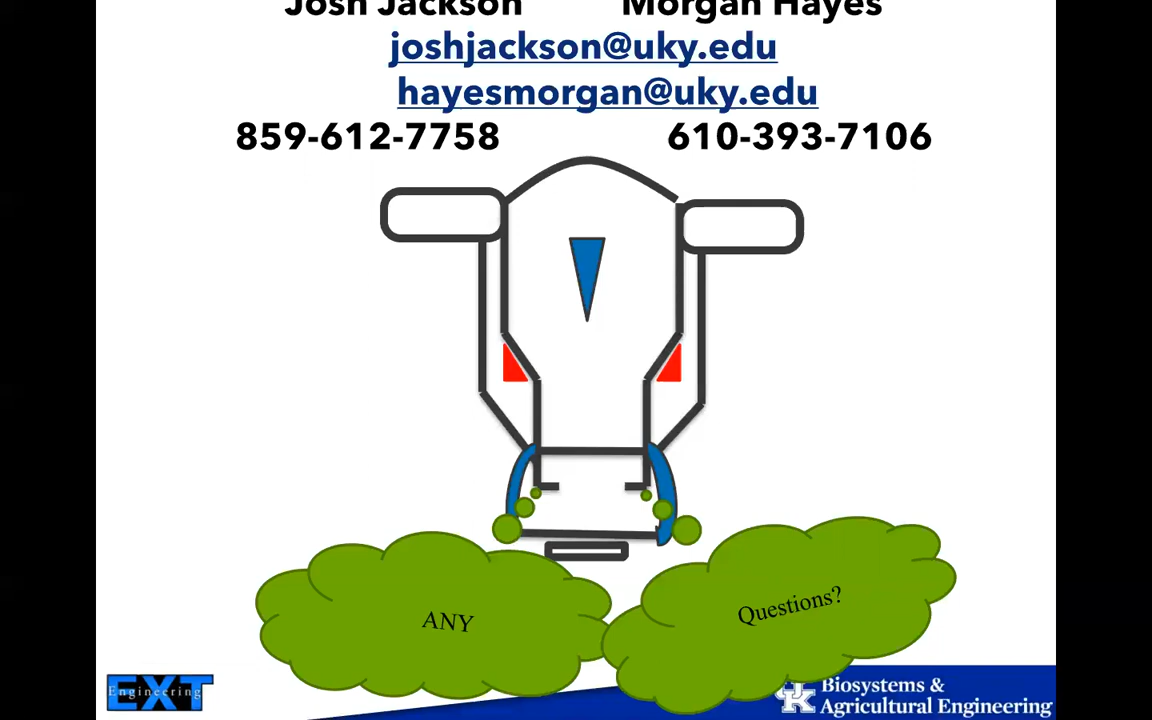 Josh Jackson Morgan Hayes
joshjackson@uky.edu
hayesmorgan@uky.edu
859-612-7758 610-393-7106
ANY
Questions?
EXT
Engineering
UK
Biosystems &
Agricultural Engineering